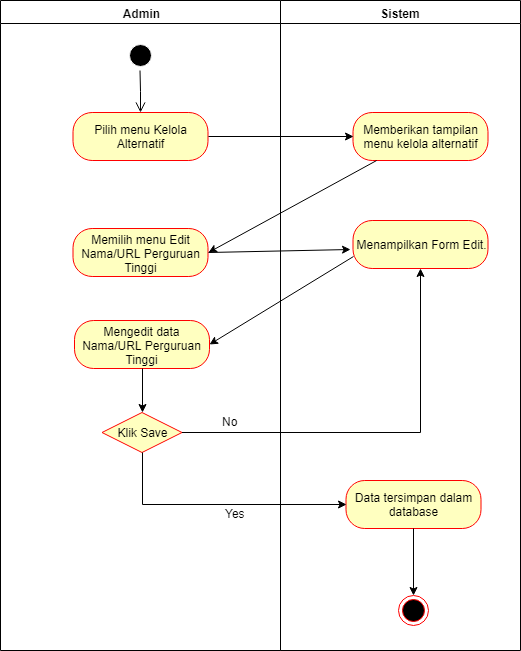 Admin
Sistem
Pilih menu Kelola
Alternatif
Memberikan tampilan
menu kelola alternatif
Memilih menu Edit
Nama/URL Perguruan
Tinggi
Menampilkan Form Edit.
Mengedit data
Nama/URL Perguruan
Tinggi
Klik Save
No
Yes
Data tersimpan dalam
database